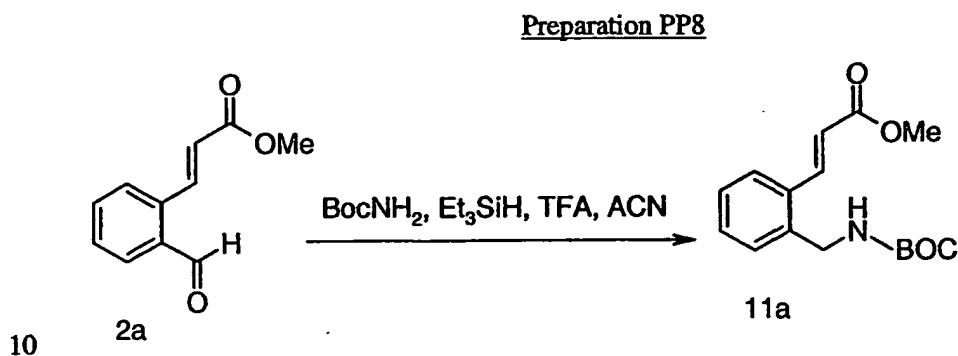 Preparation PP8
O
OMe
H
O
2a
BocNH2, Et3SiH, TFA, ACN
O
OMe
H
N
BOC
11a
10